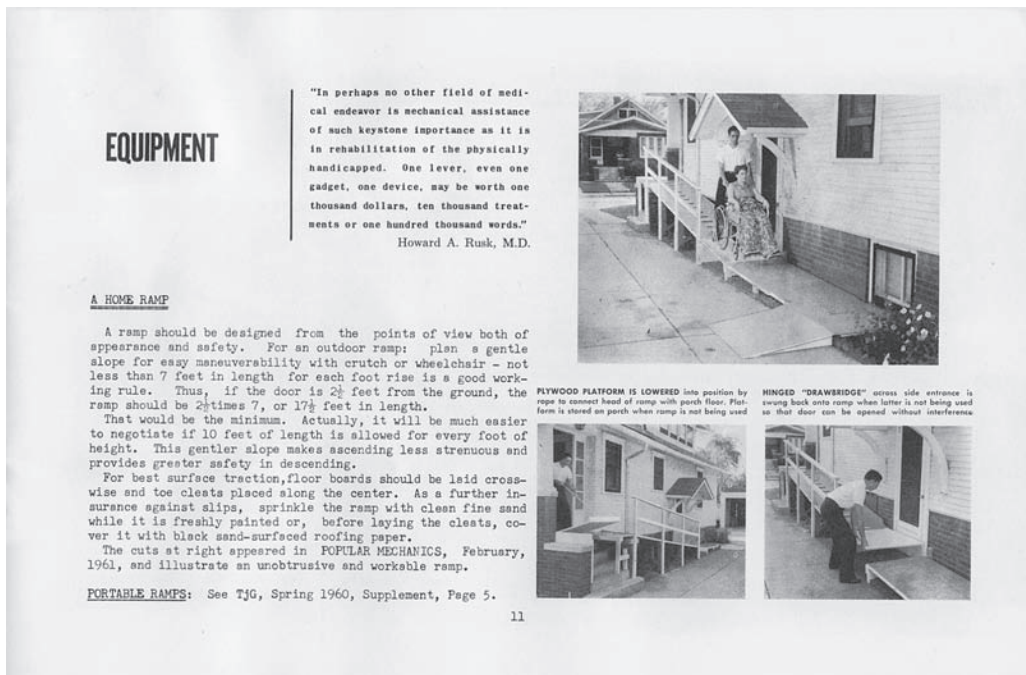 EQUIPMENT
"In perhaps no other field of medi-
cal endeavor is mechanical assistance
of such keystone importance as it is
in rehabilitation of the physically
handicapped. One lever, even one
gadget, one device, may be worth one
thousand dollars, ten thousand treat-
ments or one hundred thousand words."
Howard A. Rusk, M.D.
A HOME RAMP
A ramp should be designed from the points of view both of
appearance and safety. For an outdoor ramp: plan a gentle
slope for easy maneuverability with crutch or wheelchair - not
less than 7 feet in length for each foot rise is a good work-
ing rule. Thus, if the door is 2½ feet from the ground, the
ramp should be 2½times 7, or 17½ feet in length.
That would be the minimum. Actually, it will be much easier
to negotiate if 10 feet of length is allowed for every foot of
height. This gentler slope makes ascending less strenuous and
provides greater safety in descending.
For best surface traction,floor boards should be laid cross-
wise and toe cleats placed along the center. As a further in-
surance against slips, sprinkle the ramp with clean fine sand
while it is freshly painted or, before laying the cleats, co-
ver it with black sand-surfaced roofing paper.
The cuts at right appeared in POPULAR MECHANICS, February,
1961, and illustrate an unobtrusive and workable ramp.
PORTABLE RAMPS: See TjG, Spring 1960, Supplement, Page 5.
PLYWOOD PLATFORM IS LOWERED into position by
rope to connect head of ramp with porch floor. Plat-
form is stored on porch when ramp is not being used
HINGED "DRAWBRIDGE" across side entrance is
swung back onto ramp when latter is not being used
so that door can be opened without interference
11